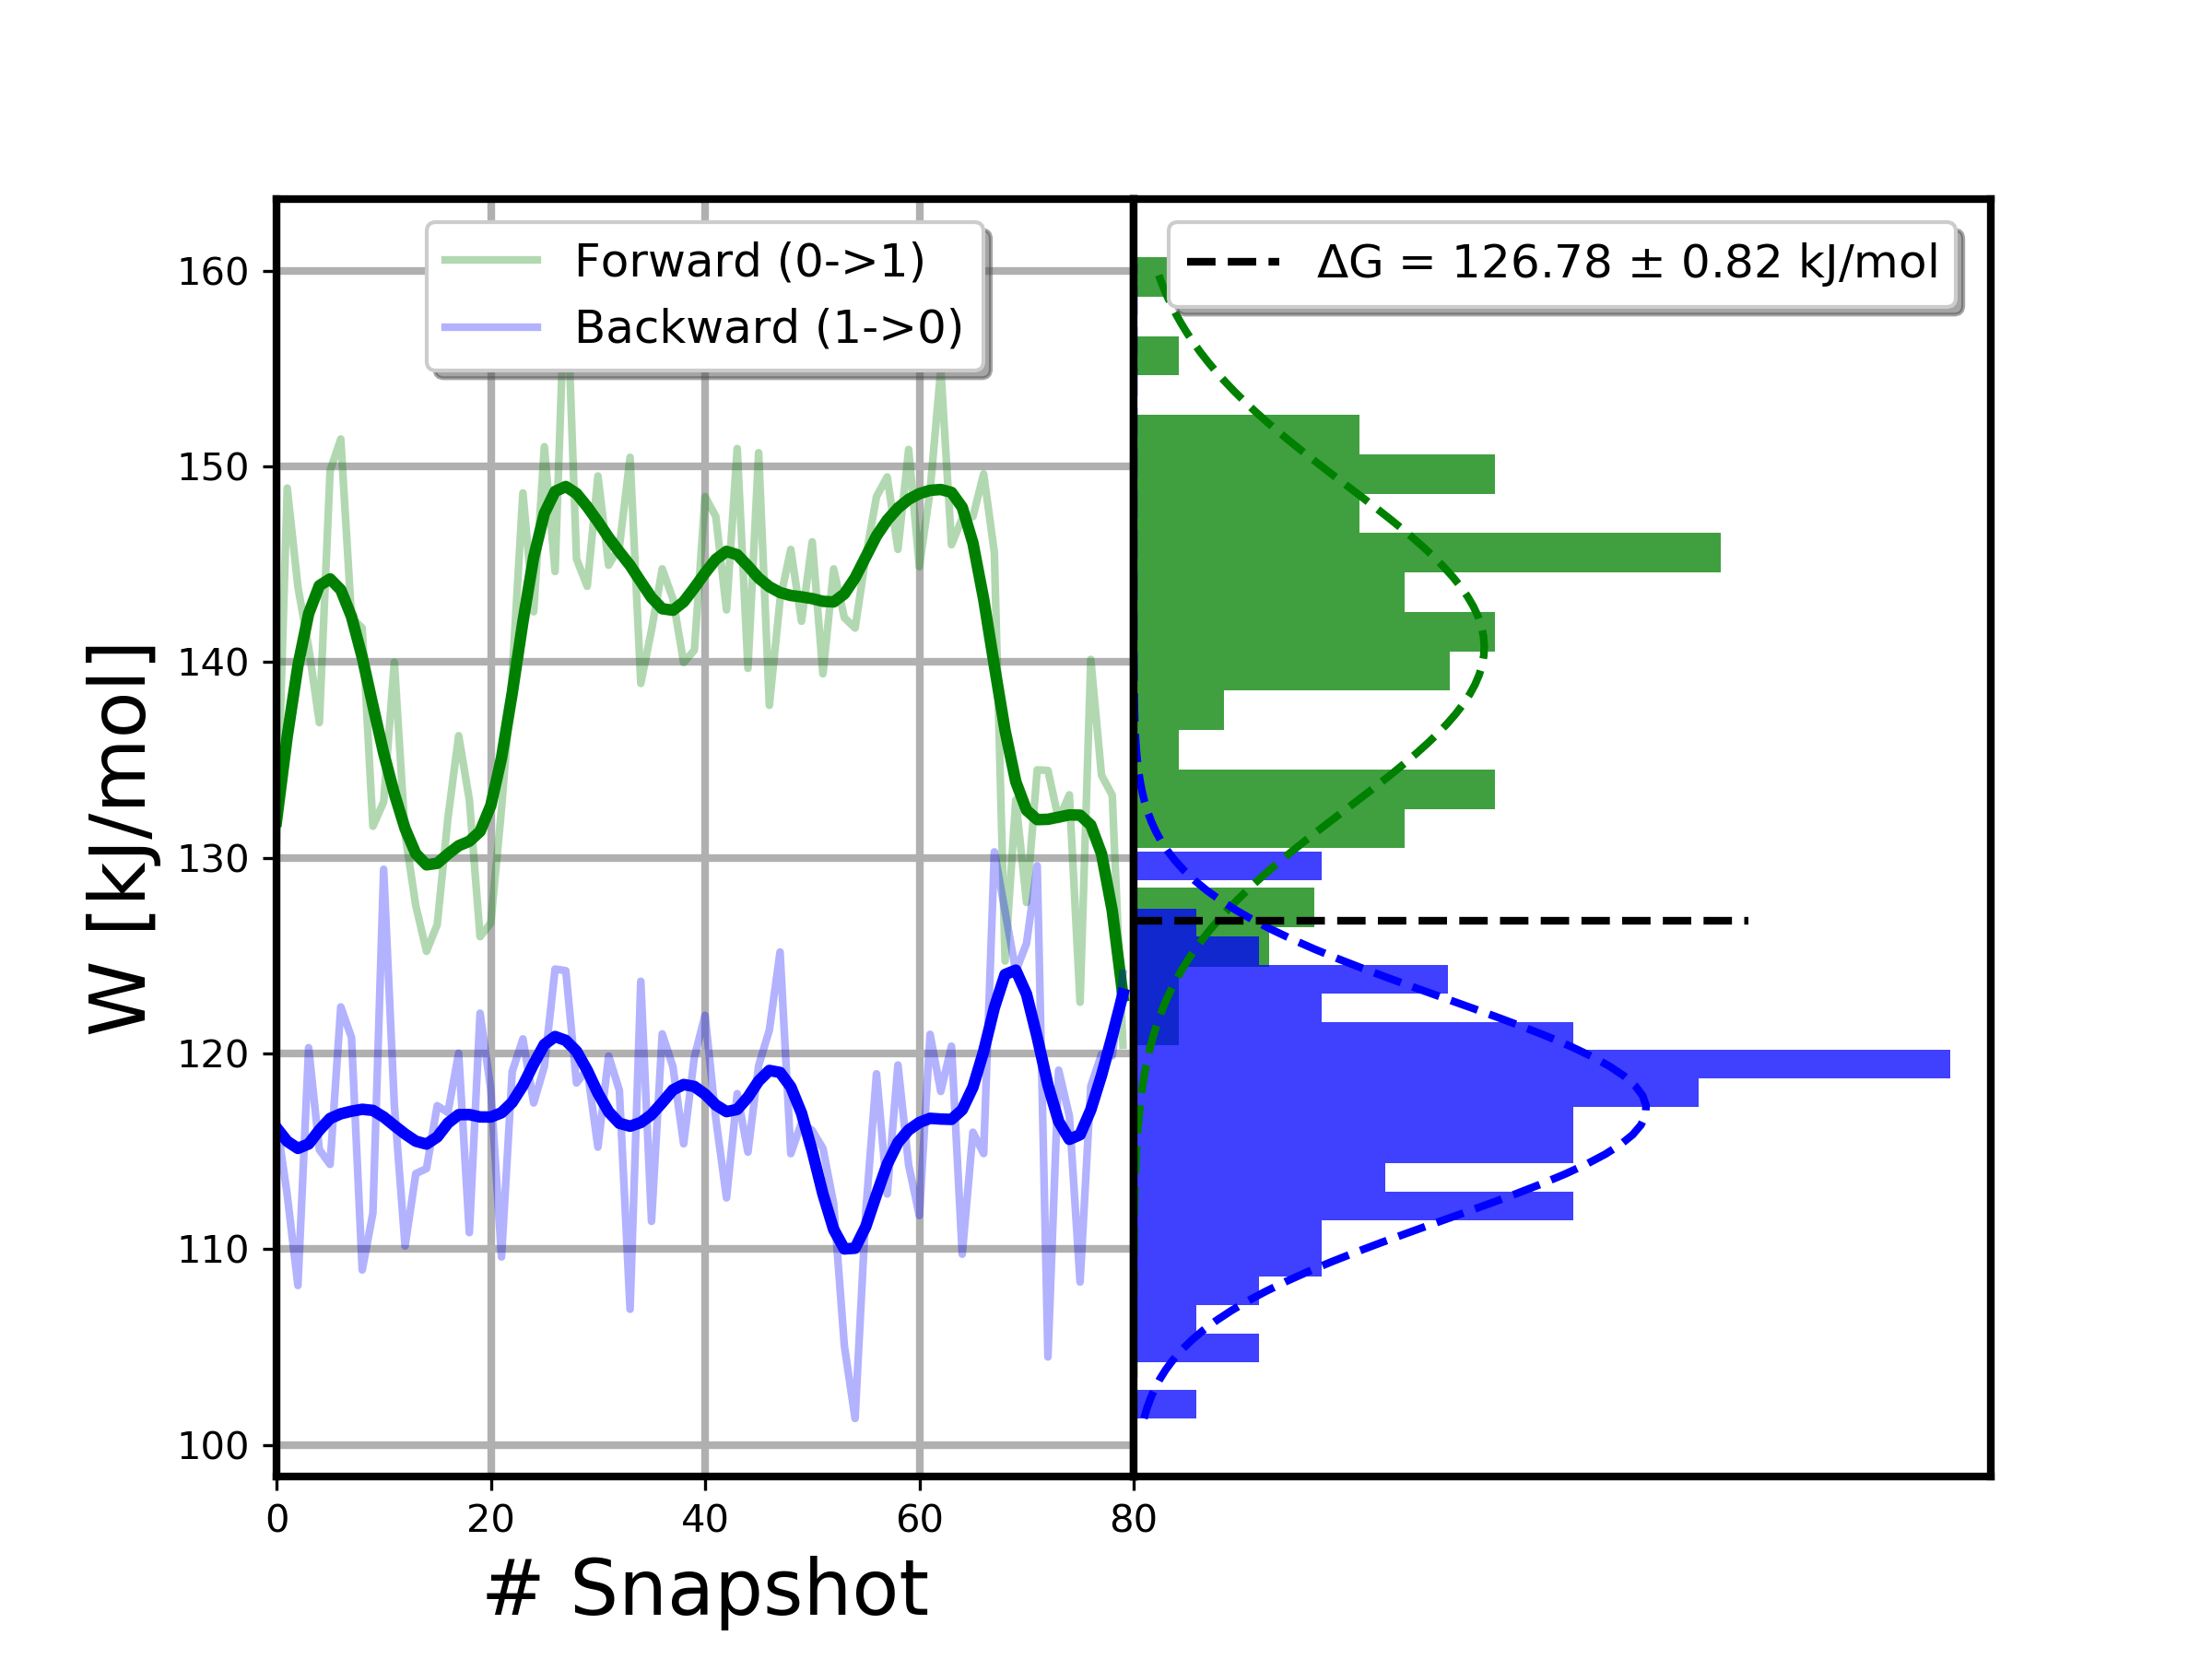 Forward (0->1)
Backward (1->0)
ΔG = 126.78 ± 0.82 kJ/mol
W [kJ/mol]
160
150
140
130
120
110
100
0 20 40 60 80
# Snapshot